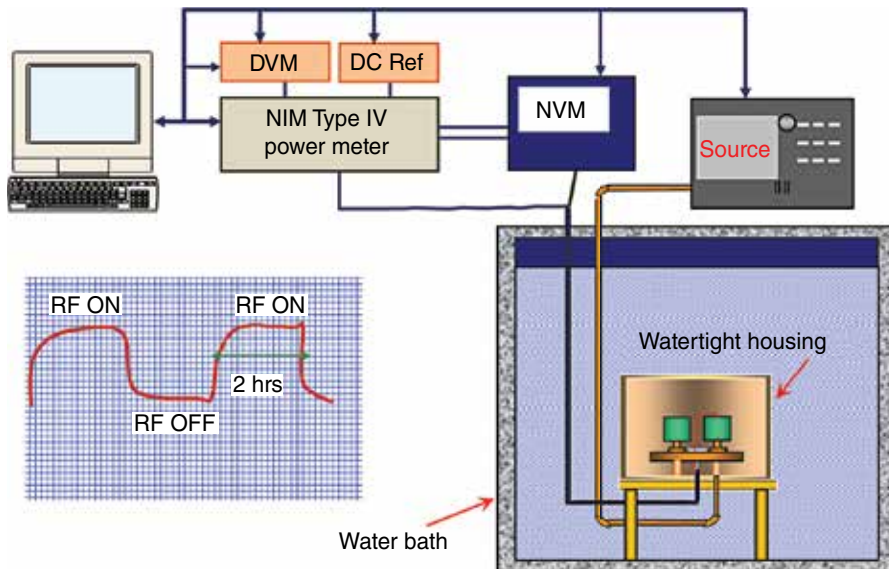 DVM
DC Ref
NIM Type IV
power meter
NVM
Source
RF ON
RF ON
2 hrs
RF OFF
Watertight housing
Water bath